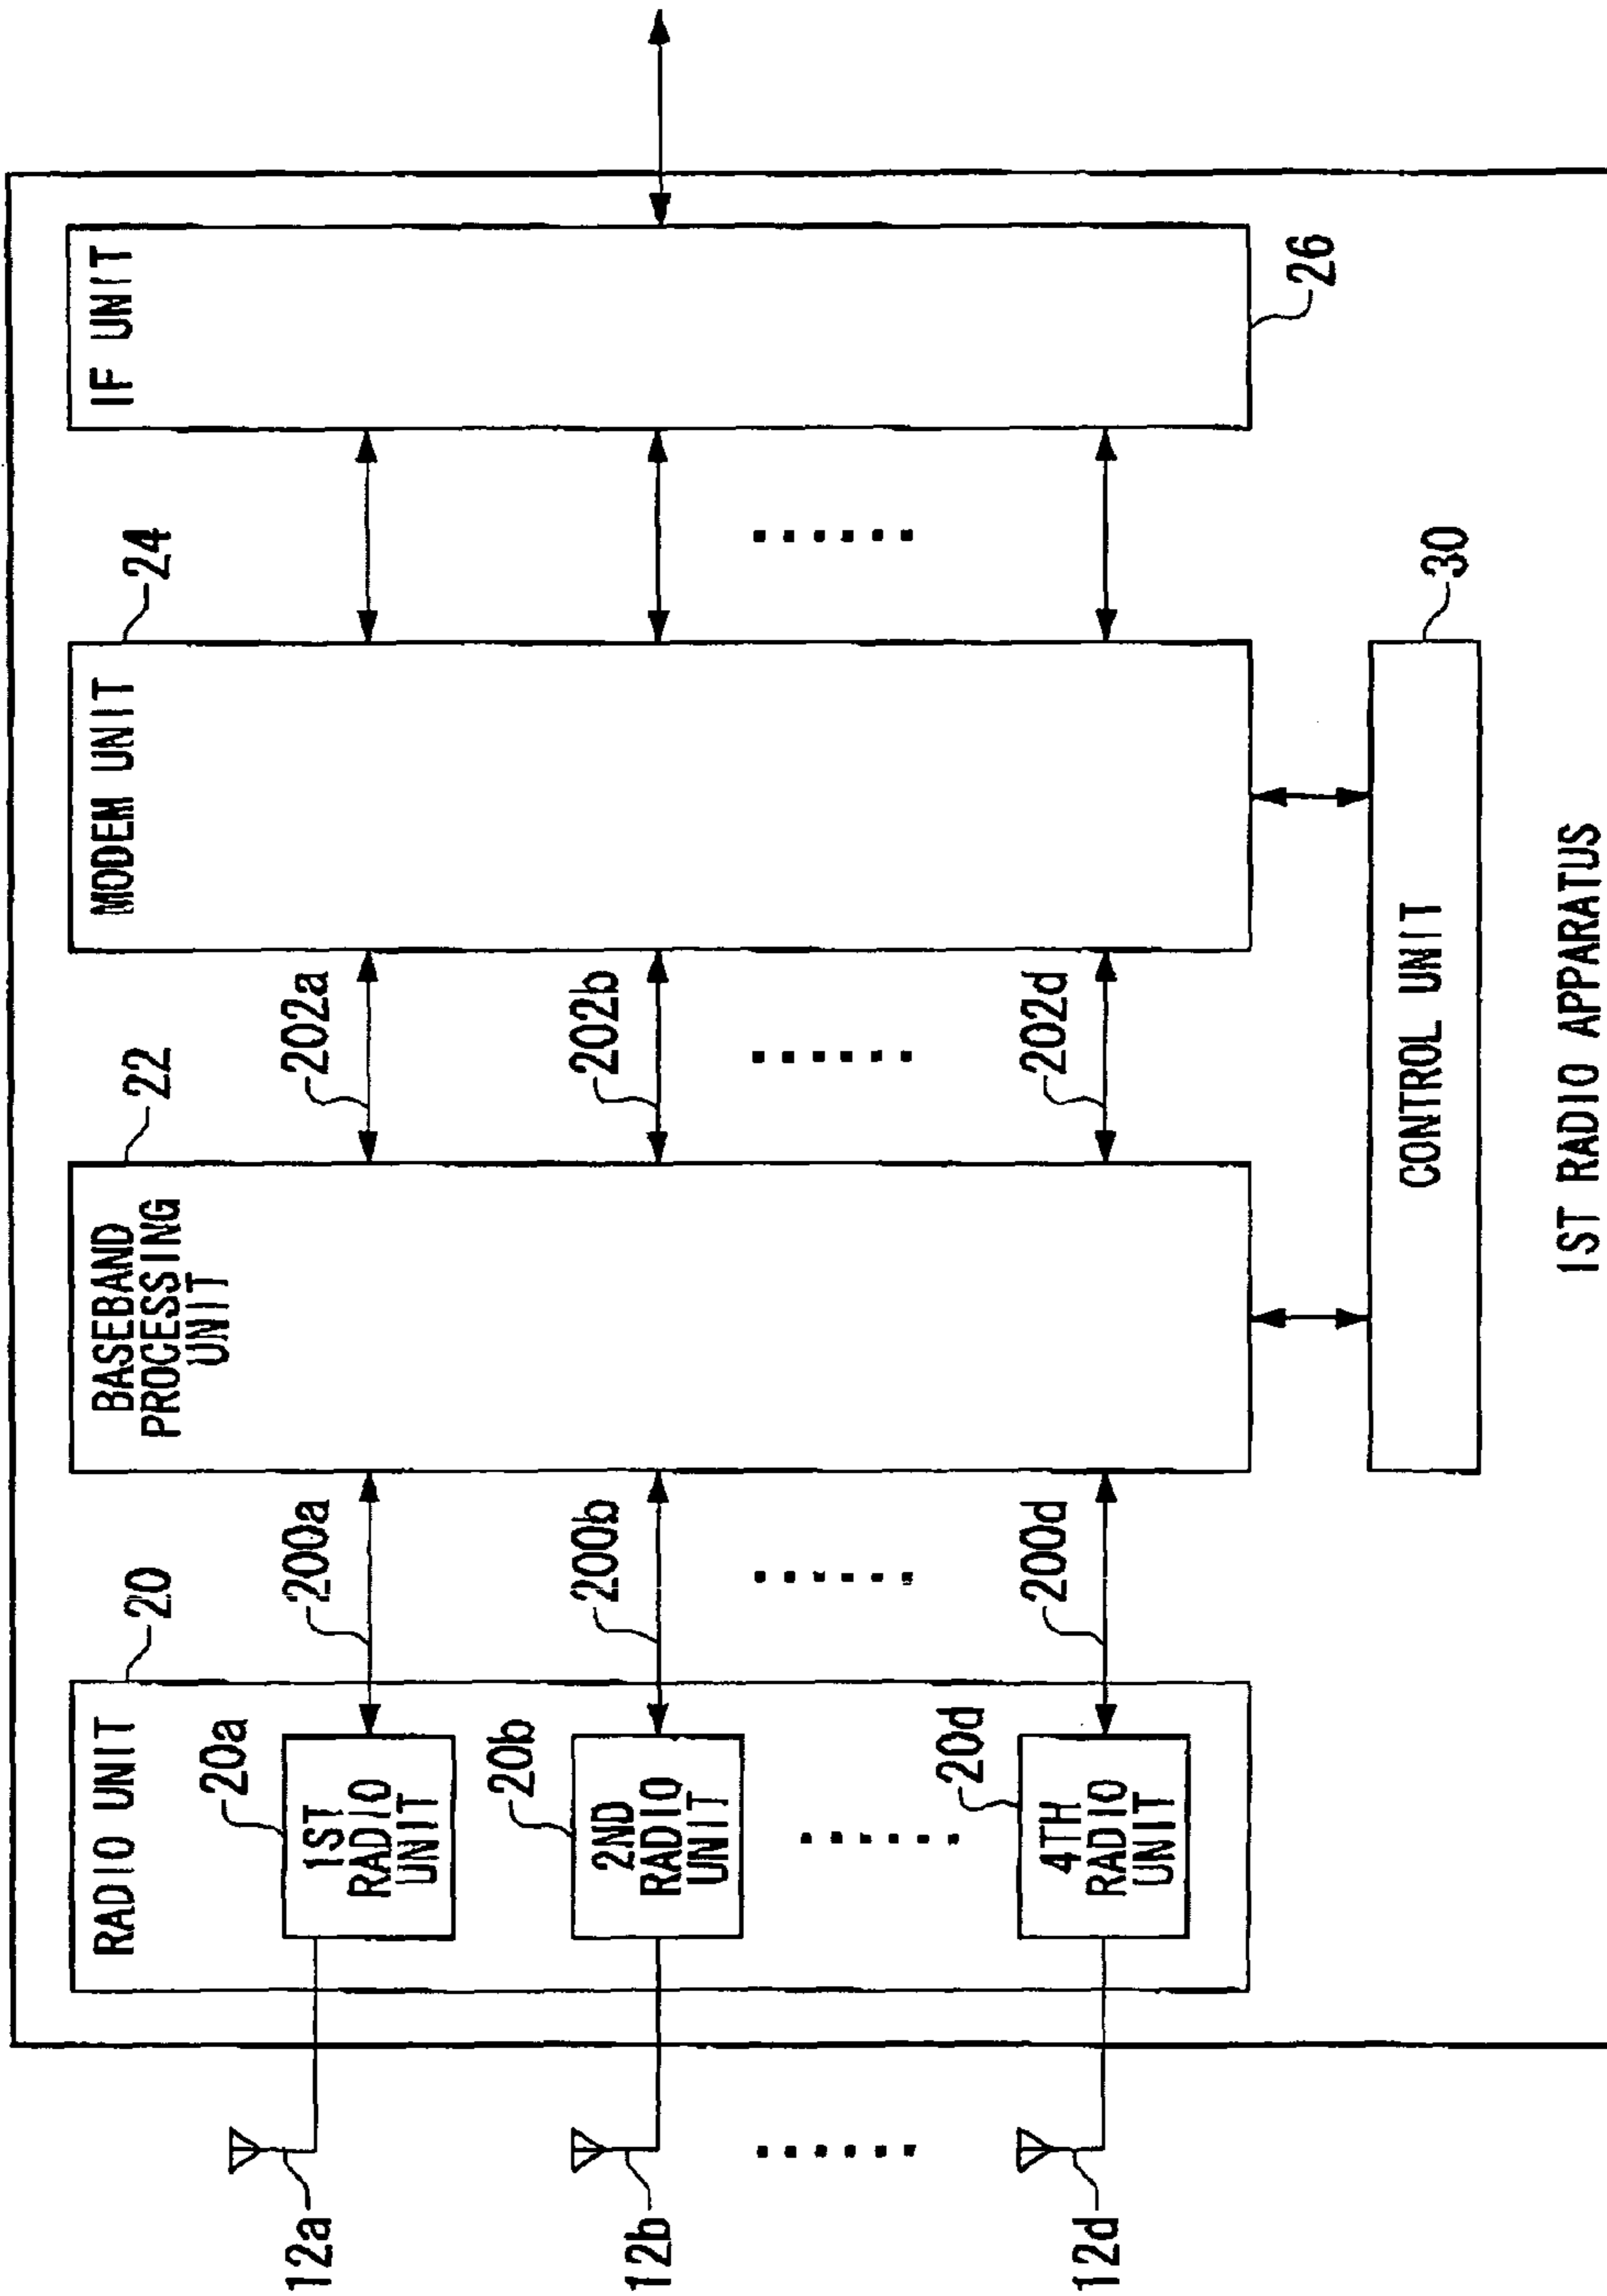 RADIO UNIT
20
BASEBAND
PROCESSING
UNIT
22
MODEM UNIT
24
IF UNIT
12a
20a
1ST
RADIO
UNIT
200a
202a
12b
20b
2ND
RADIO
UNIT
200b
202b
12d
20d
4TH
RADIO
UNIT
200d
202d
26
CONTROL UNIT
30
1ST RADIO APPARATUS